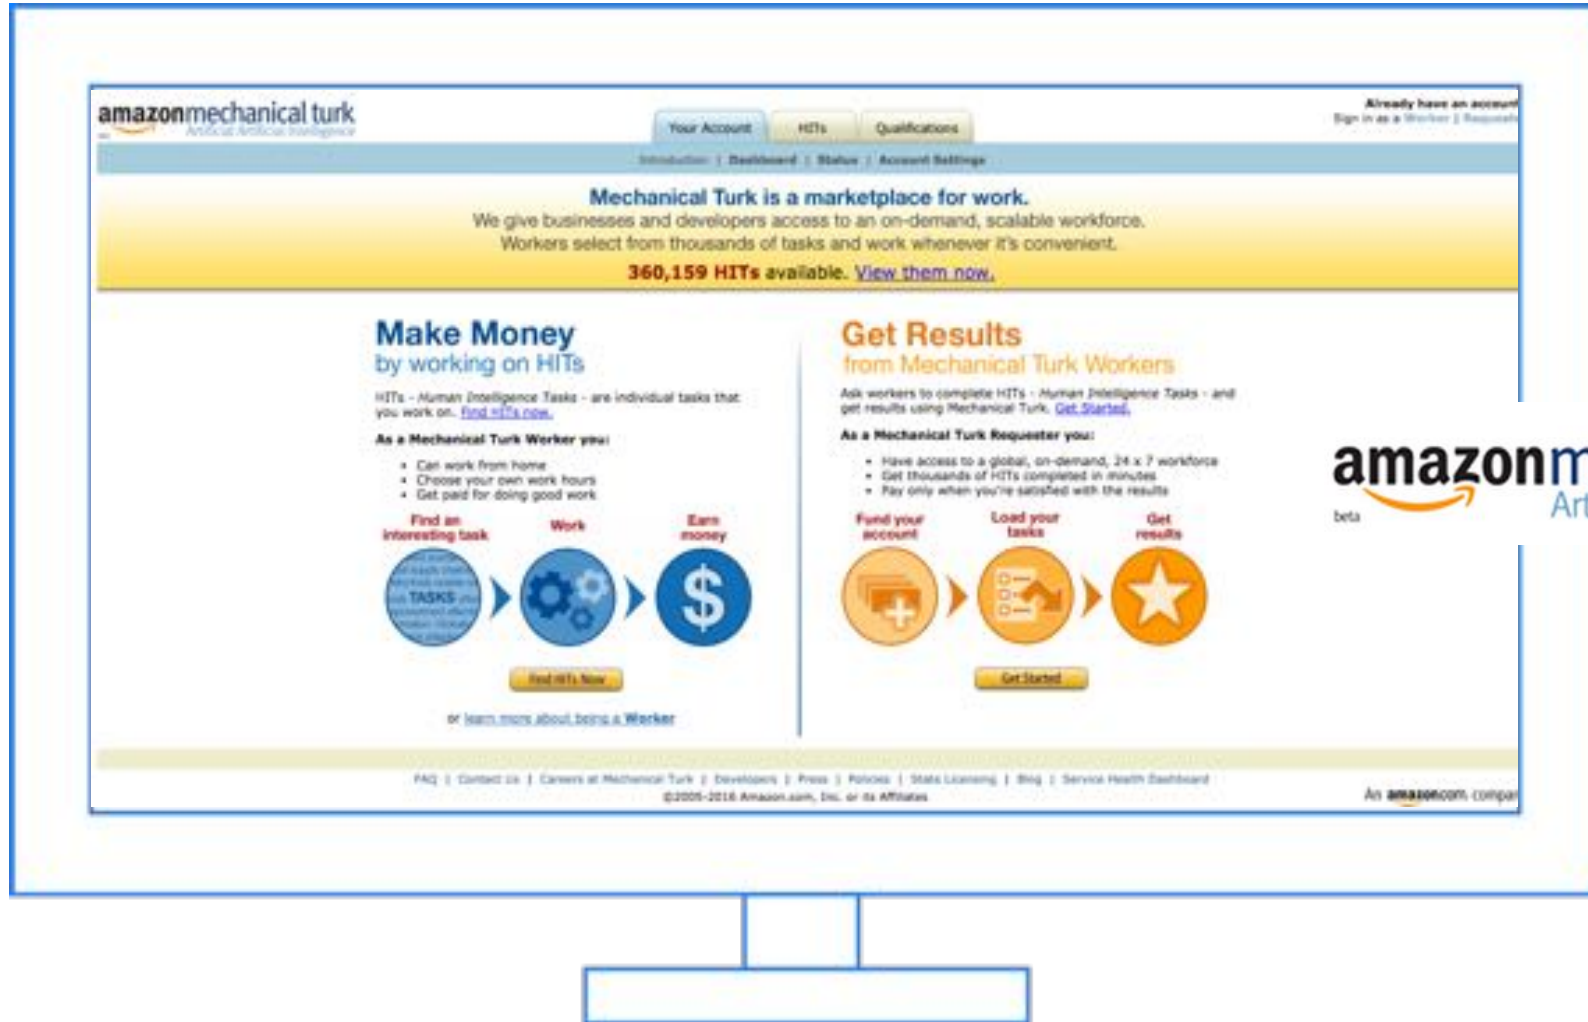 amazonmechanical turk
Artificial Artificial Intelligence
Your Account
HITs
Qualifications
Already have an account
Sign in as a Worker | Request
Introduction | Dashboard | Status | Account Settings
Mechanical Turk is a marketplace for work.
We give businesses and developers access to an on-demand, scalable workforce.
Workers select from thousands of tasks and work whenever it's convenient.
360,159 HITs available. View them now.
Make Money
by working on HITs
HITs - Human Intelligence Tasks - are individual tasks that
you work on. Find HITs now.
As a Mechanical Turk Worker you:
• Can work from home
• Choose your own work hours
• Get paid for doing good work
Find an
interesting task
Work
Earn
money
TASKS
$
Find HITs Now
or learn more about being a Worker
Get Results
from Mechanical Turk Workers
Ask workers to complete HITs - Human Intelligence Tasks - and
get results using Mechanical Turk. Get Started.
As a Mechanical Turk Requester you:
• Have access to a global, on-demand, 24 x 7 workforce
• Get thousands of HITs completed in minutes
• Pay only when you're satisfied with the results
Fund your
account
Load your
tasks
Get
results
Get Started
amazonm
Art
beta
FAQ | Contact Us | Careers at Mechanical Turk | Developers | Press | Policies | State Licensing | Blog | Service Health Dashboard
©2005-2016 Amazon.com, Inc. or its Affiliates
An amazon.com. compan